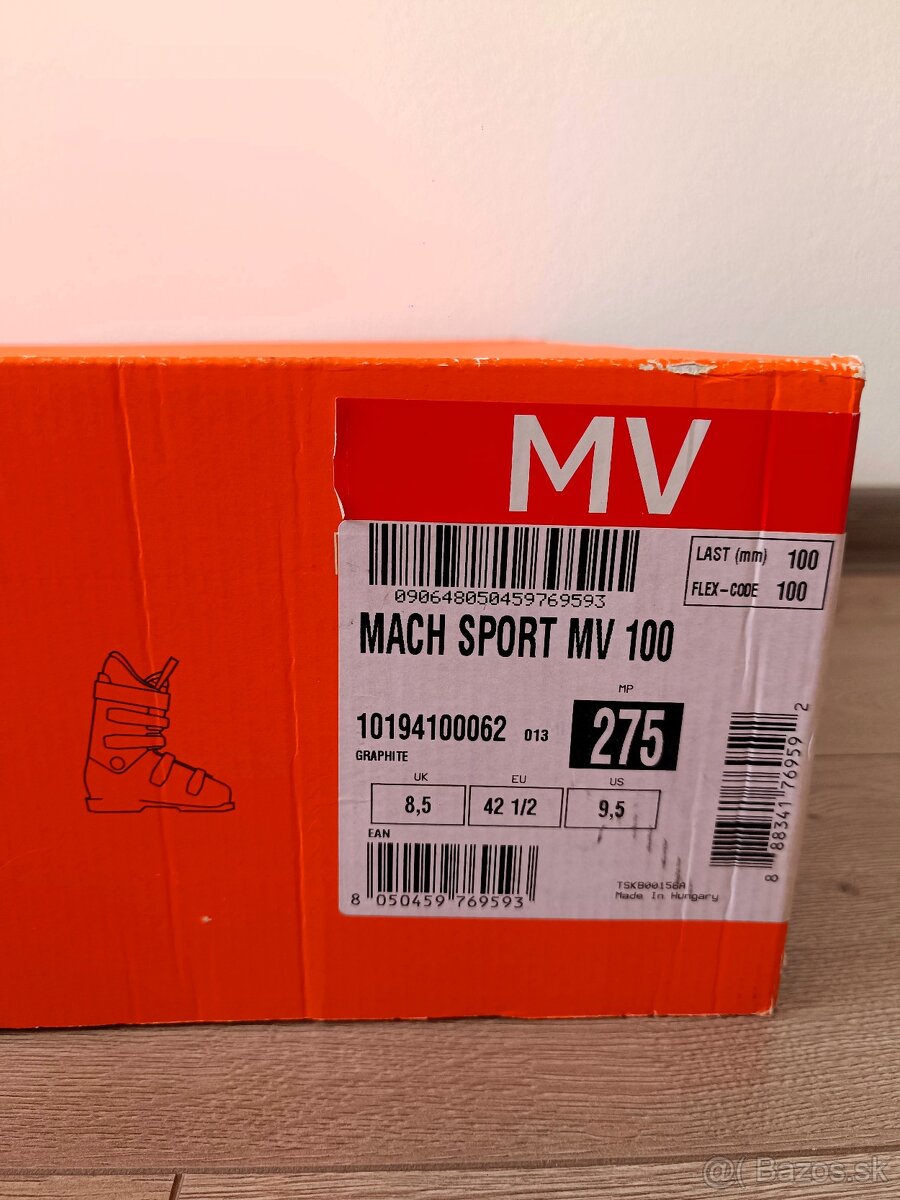 MV
LAST (mm) 100
FLEX-CODE 100
090648050459769593
MACH SPORT MV 100
MP
10194100062 013 275
GRAPHITE
UK EU US
8,5 42 1/2 9,5
EAN
8 050459 769593
8 88341 76959 2
TSKB00158A
Made In Hungary
@( Bazos.sk